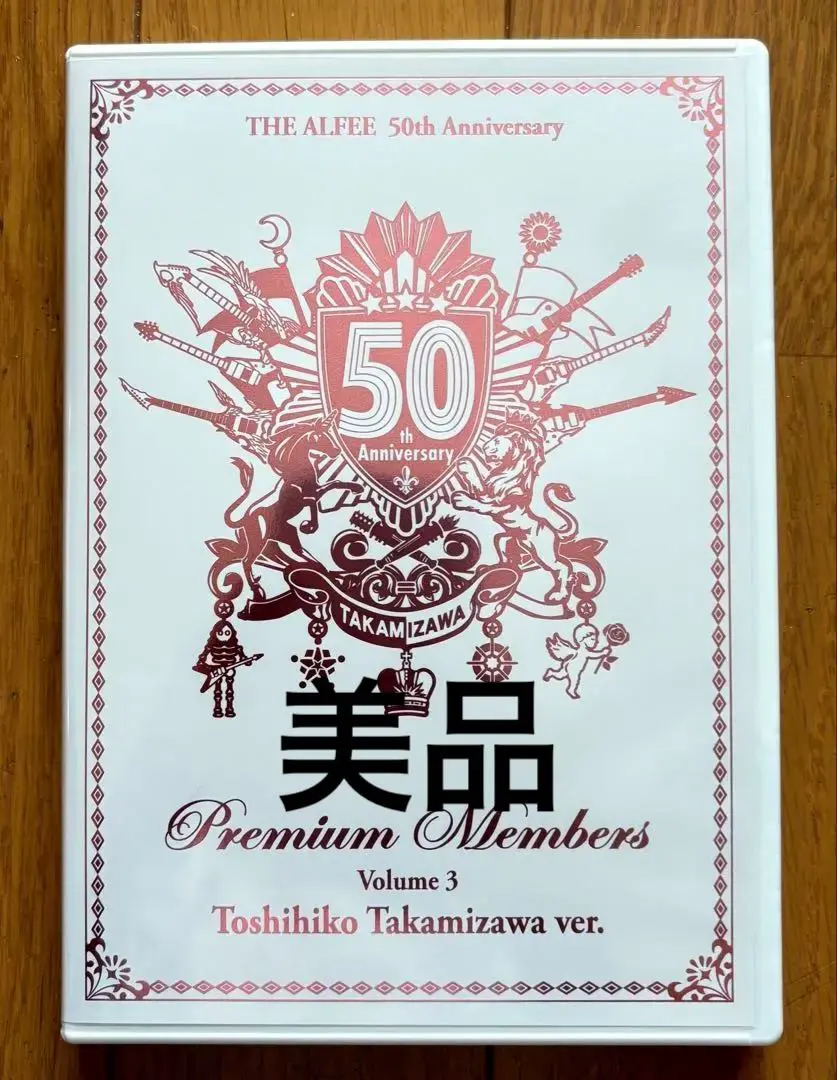 THE ALFEE 50th Anniversary
50
th
Anniversary
TAKAMIZAWA
美品
Premium Members
Volume 3
Toshihiko Takamizawa ver.